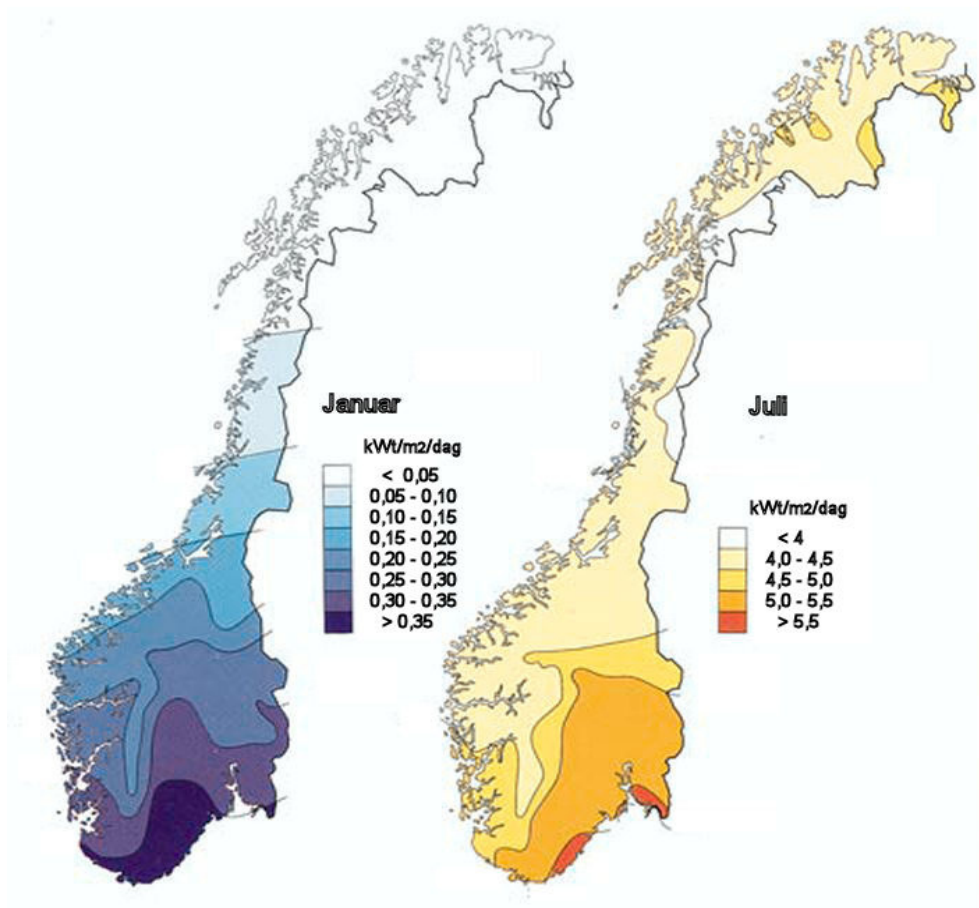 Januar
kWt/m2/dag
< 0,05
0,05 - 0,10
0,10 - 0,15
0,15 - 0,20
0,20 - 0,25
0,25 - 0,30
0,30 - 0,35
> 0,35
Juli
kWt/m2/dag
< 4
4,0 - 4,5
4,5 - 5,0
5,0 - 5,5
> 5,5